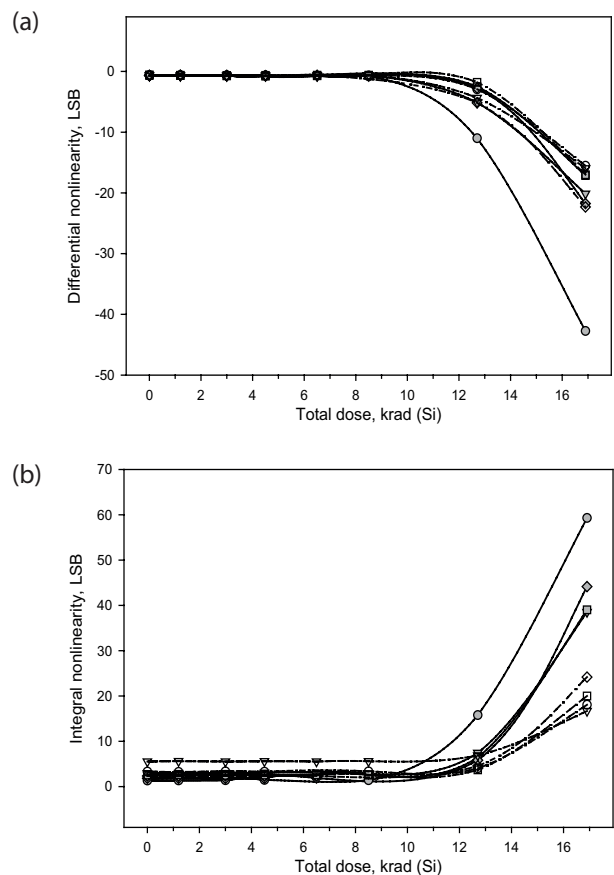 (a)
0
-10
-20
-30
-40
-50
Differential nonlinearity, LSB
0 2 4 6 8 10 12 14 16
Total dose, krad (Si)
(b)
70
60
50
40
30
20
10
0
Integral nonlinearity, LSB
0 2 4 6 8 10 12 14 16
Total dose, krad (Si)